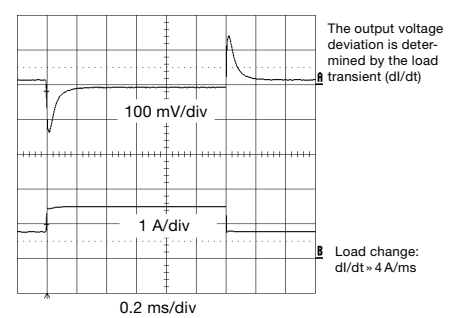 The output voltage
deviation is deter-
mined by the load
transient (dI/dt)
A
100 mV/div
1 A/div
B
Load change:
dI/dt » 4 A/ms
0.2 ms/div